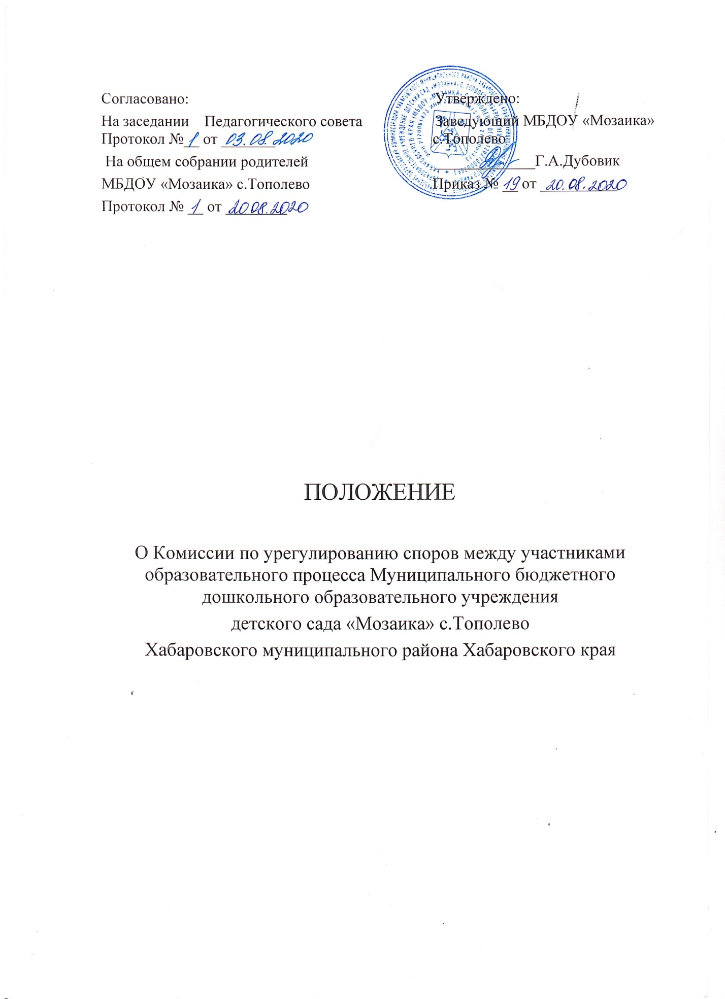 Согласовано:
На заседании Педагогического совета
Протокол № 1 от 03.08.2020
На общем собрании родителей
МБДОУ «Мозаика» с.Тополево
Протокол № 1 от 20.08.2020
Утверждено:
Заведующий МБДОУ «Мозаика»
с.Тополево
______________Г.А.Дубовик
Приказ № 19 от 20.08.2020
ПОЛОЖЕНИЕ
О Комиссии по урегулированию споров между участниками
образовательного процесса Муниципального бюджетного
дошкольного образовательного учреждения
детского сада «Мозаика» с.Тополево
Хабаровского муниципального района Хабаровского края